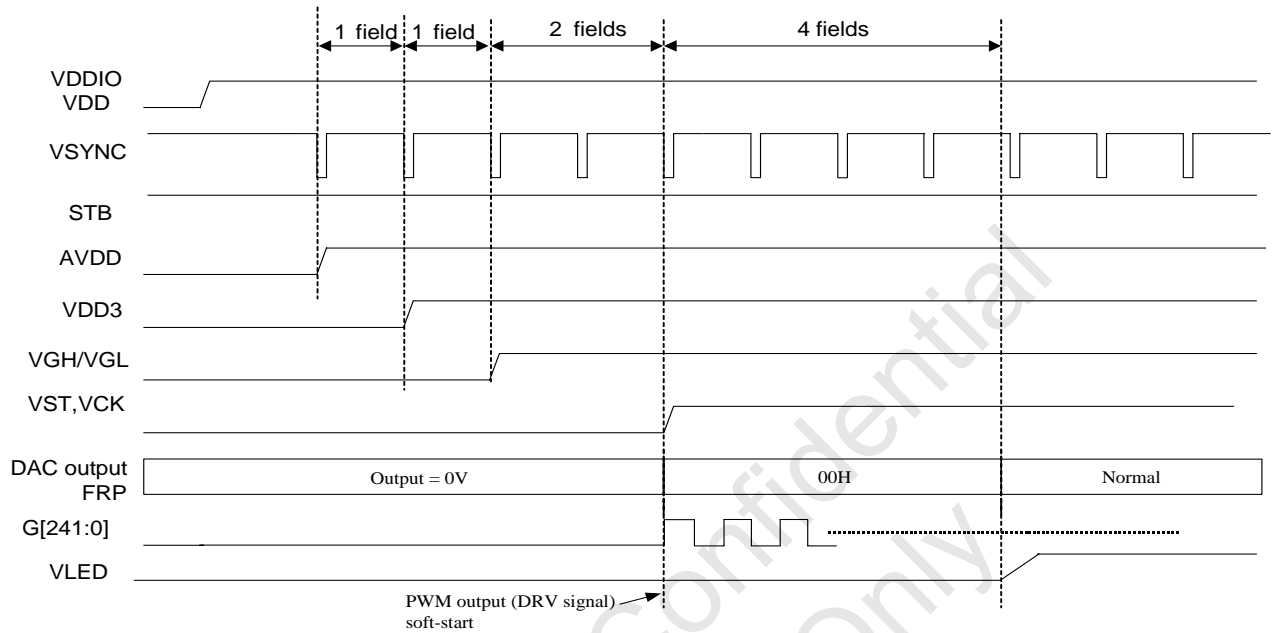 1 field 1 field 2 fields 4 fields
VDDIO
VDD
VSYNC
STB
AVDD
VDD3
VGH/VGL
VST,VCK
DAC output
FRP
Output = 0V 00H Normal
G[241:0]
VLED
PWM output (DRV signal)
soft-start
Confidential
Only